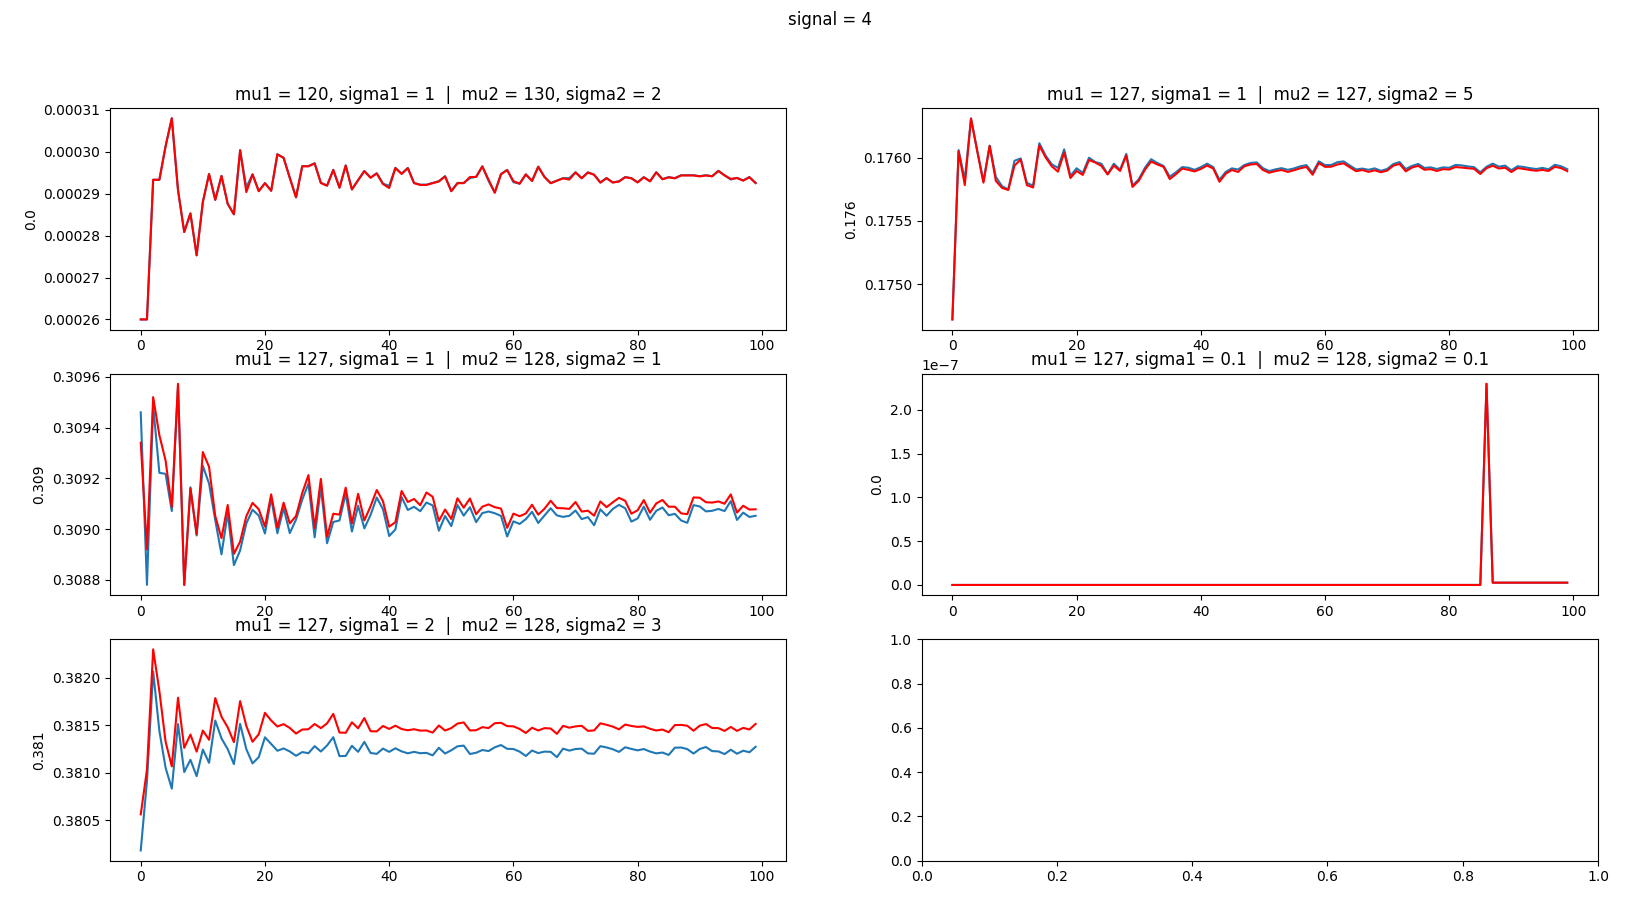 signal = 4
mu1 = 120, sigma1 = 1 | mu2 = 130, sigma2 = 2
0.00031
0.00030
0.00029
0.00028
0.00027
0.00026
0.0
0 20 40 60 80 100
mu1 = 127, sigma1 = 1 | mu2 = 127, sigma2 = 5
0.1760
0.1755
0.1750
0.176
0 20 40 60 80 100
mu1 = 127, sigma1 = 1 | mu2 = 128, sigma2 = 1
0.3096
0.3094
0.3092
0.3090
0.3088
0.309
0 20 40 60 80 100
mu1 = 127, sigma1 = 0.1 | mu2 = 128, sigma2 = 0.1
1e−7
2.0
1.5
1.0
0.5
0.0
0.0
0 20 40 60 80 100
mu1 = 127, sigma1 = 2 | mu2 = 128, sigma2 = 3
0.3820
0.3815
0.3810
0.3805
0.381
0 20 40 60 80 100
1.0
0.8
0.6
0.4
0.2
0.0
0.0 0.2 0.4 0.6 0.8 1.0